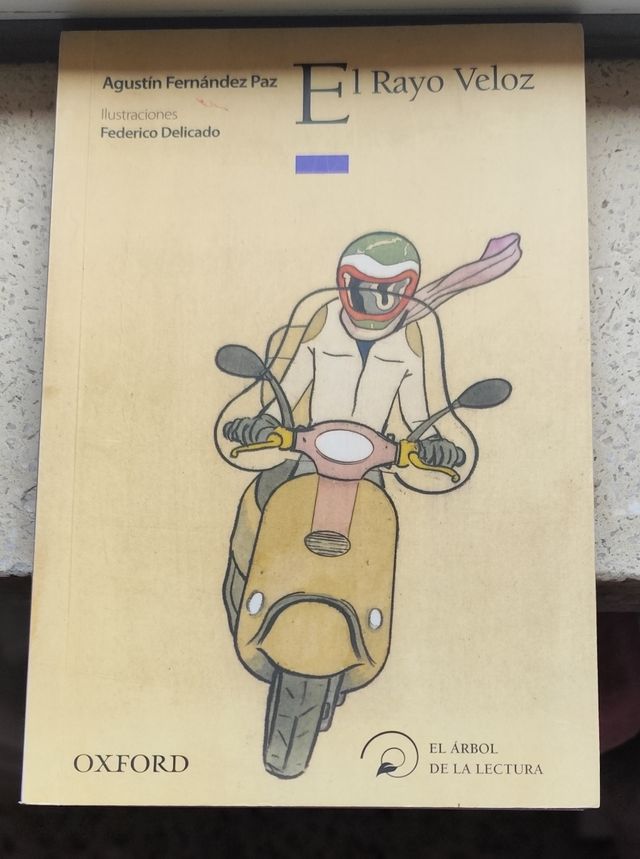 Agustín Fernández Paz
Ilustraciones
Federico Delicado
El Rayo Veloz
OXFORD
EL ÁRBOL
DE LA LECTURA